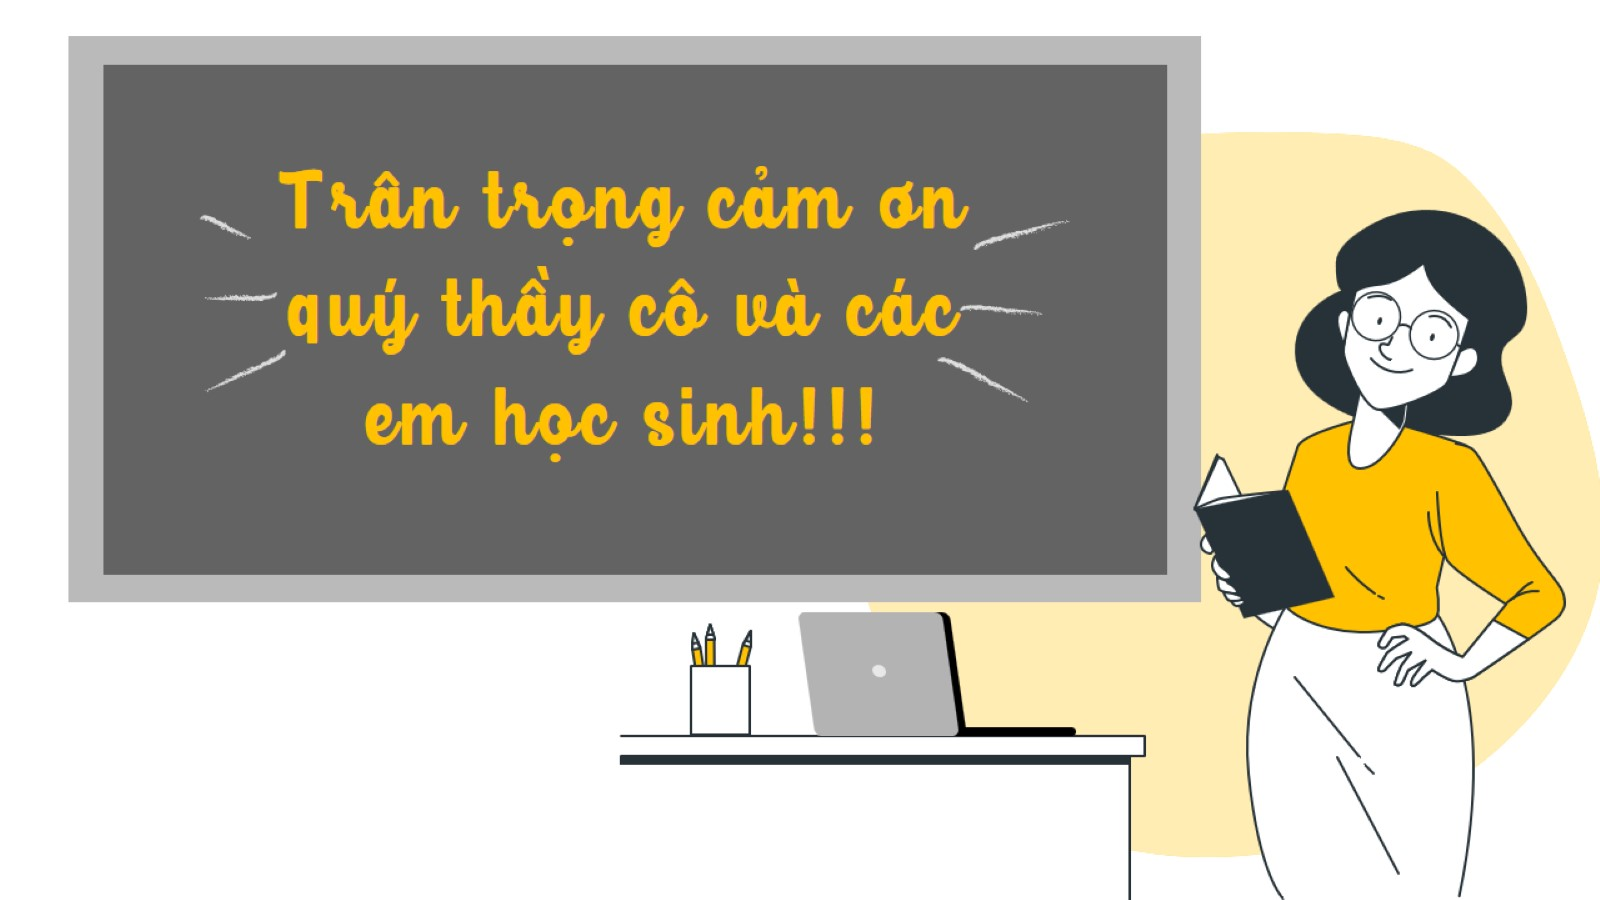 Trân trọng cảm ơn
quý thầy cô và các
em học sinh!!!